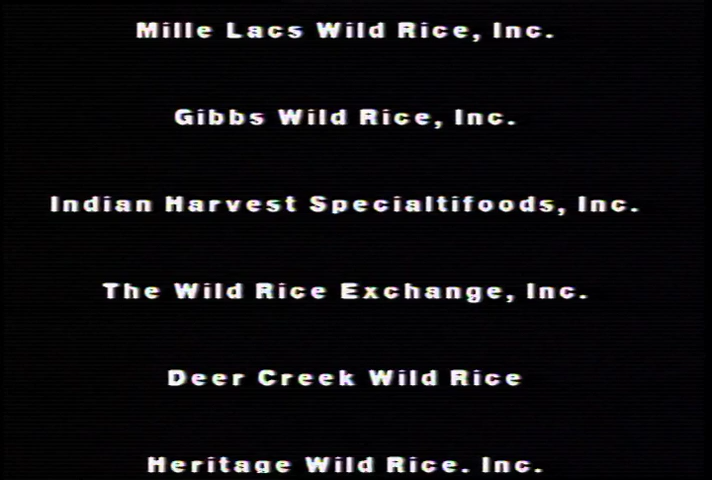 Mille Lacs Wild Rice, Inc.
Gibbs Wild Rice, Inc.
Indian Harvest Specialtifoods, Inc.
The Wild Rice Exchange, Inc.
Deer Creek Wild Rice
Heritage Wild Rice, Inc.